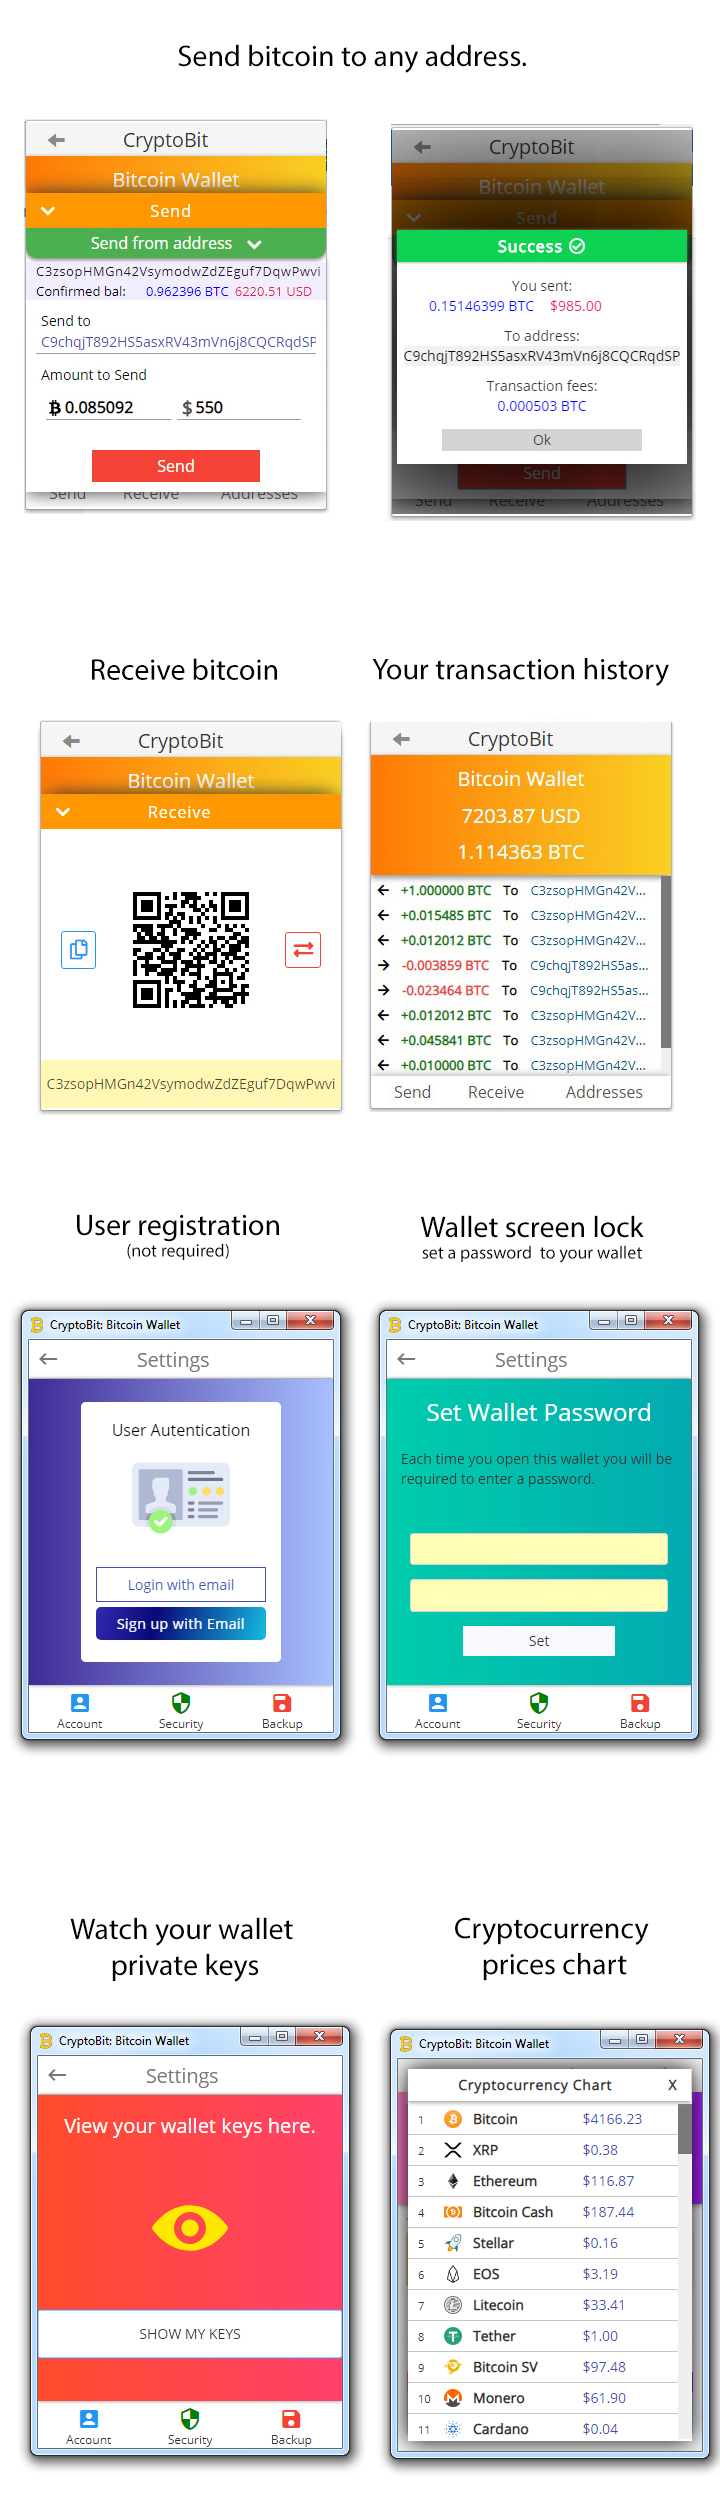 Send bitcoin to any address.
CryptoBit
Bitcoin Wallet
Send
Send from address
C3zsopHMGn42VsymodwZdZEguf7DqwPwvi
Confirmed bal: 0.962396 BTC 6220.51 USD
Send to
C9chqjT892HS5asxRV43mVn6j8CQCRqdSP
Amount to Send
0.085092 $ 550
Send
Send Receive Addresses
CryptoBit
Bitcoin Wallet
Send
Success
You sent:
0.15146399 BTC $985.00
To address:
C9chqjT892HS5asxRV43mVn6j8CQCRqdSP
Transaction fees:
0.000503 BTC
Ok
Send
Send Receive Addresses
Receive bitcoin
CryptoBit
Bitcoin Wallet
Receive
C3zsopHMGn42VsymodwZdZEguf7DqwPwvi
Your transaction history
CryptoBit
Bitcoin Wallet
7203.87 USD
1.114363 BTC
+1.000000 BTC To C3zsopHMGn42V...
+0.015485 BTC To C3zsopHMGn42V...
+0.012012 BTC To C3zsopHMGn42V...
-0.003859 BTC To C9chqjT892HS5as...
-0.023464 BTC To C9chqjT892HS5as...
+0.012012 BTC To C3zsopHMGn42V...
+0.045841 BTC To C3zsopHMGn42V...
+0.010000 BTC To C3zsopHMGn42V...
Send Receive Addresses
User registration
(not required)
CryptoBit: Bitcoin Wallet
Settings
User Autentication
Login with email
Sign up with Email
Account Security Backup
Wallet screen lock
set a password to your wallet
CryptoBit: Bitcoin Wallet
Settings
Set Wallet Password
Each time you open this wallet you will be
required to enter a password.
Set
Account Security Backup
Watch your wallet
private keys
CryptoBit: Bitcoin Wallet
Settings
View your wallet keys here.
SHOW MY KEYS
Account Security Backup
Cryptocurrency
prices chart
CryptoBit: Bitcoin Wallet
Cryptocurrency Chart X
1 Bitcoin $4166.23
2 XRP $0.38
3 Ethereum $116.87
4 Bitcoin Cash $187.44
5 Stellar $0.16
6 EOS $3.19
7 Litecoin $33.41
8 Tether $1.00
9 Bitcoin SV $97.48
10 Monero $61.90
11 Cardano $0.04